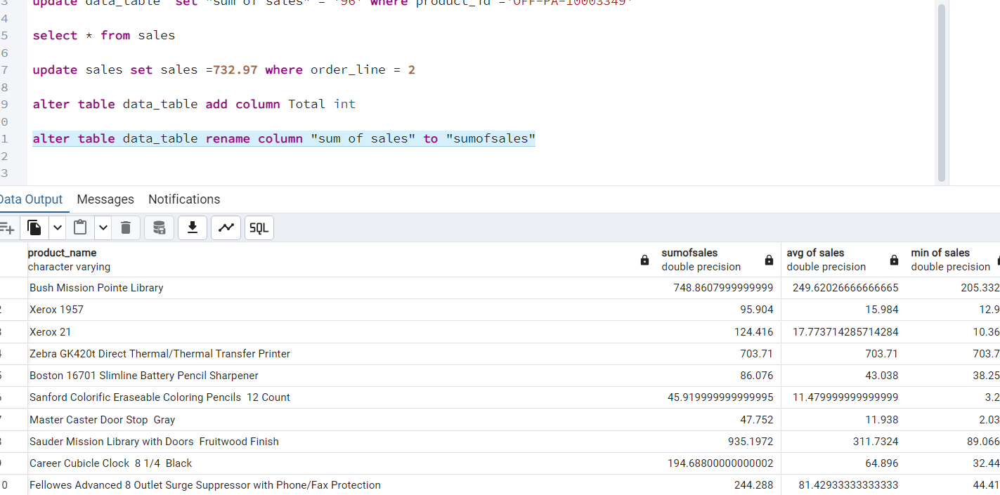 3 update data_table  set "sum of sales" = '96' where product_id ='OFF-PA-10003349'
4
5 select * from sales
6
7 update sales set sales =732.97 where order_line = 2
8
9 alter table data_table add column Total int
0
1 alter table data_table rename column "sum of sales" to "sumofsales"
2
3
Data Output Messages Notifications
SQL
product_name sumofsales avg of sales min of sales
character varying double precision double precision double precision
Bush Mission Pointe Library 748.8607999999999 249.62026666666665 205.332
2 Xerox 1957 95.904 15.984 12.9
3 Xerox 21 124.416 17.773714285714284 10.36
4 Zebra GK420t Direct Thermal/Thermal Transfer Printer 703.71 703.71 703.7
5 Boston 16701 Slimline Battery Pencil Sharpener 86.076 43.038 38.25
6 Sanford Colorific Eraseable Coloring Pencils  12 Count 45.919999999999995 11.479999999999999 3.2
7 Master Caster Door Stop  Gray 47.752 11.938 2.03
8 Sauder Mission Library with Doors  Fruitwood Finish 935.1972 311.7324 89.066
9 Career Cubicle Clock  8 1/4  Black 194.68800000000002 64.896 32.44
0 Fellowes Advanced 8 Outlet Surge Suppressor with Phone/Fax Protection 244.288 81.42933333333333 44.41